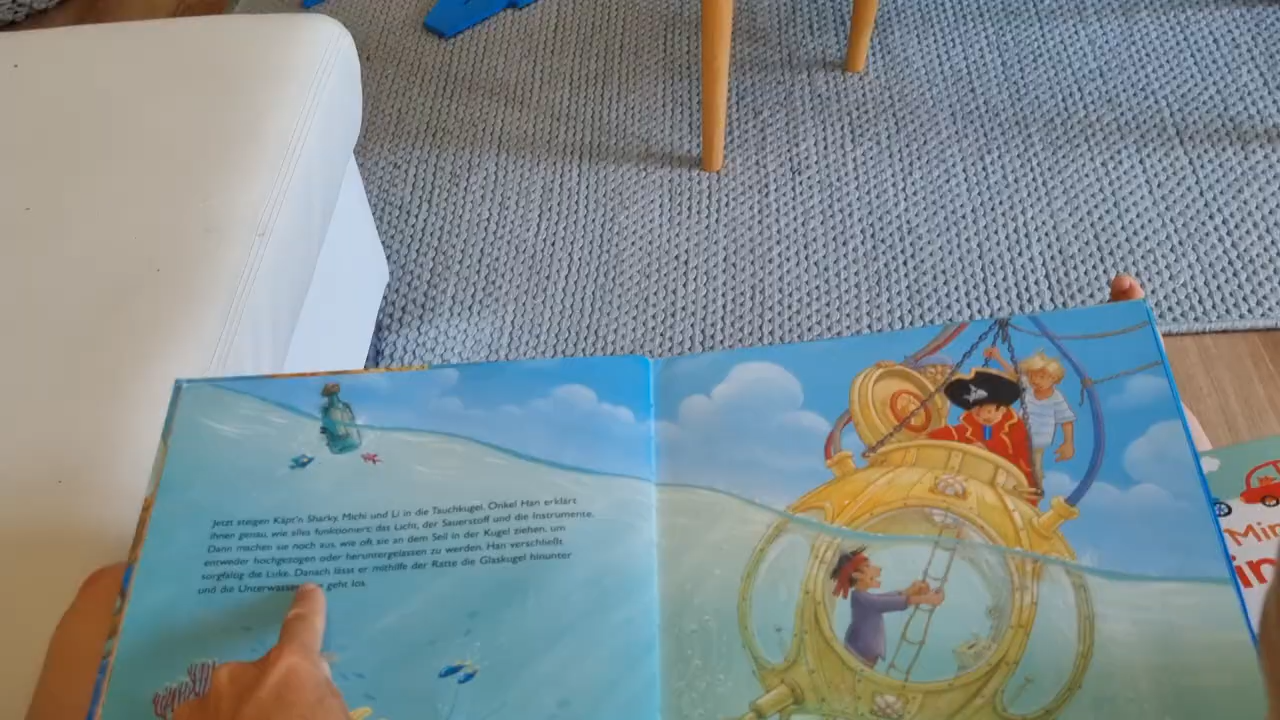 Jetzt steigen Käpt'n Sharky, Michi und Li in die Tauchkugel. Onkel Han erklärt
ihnen genau, wie alles funktioniert: das Licht, der Sauerstoff und die Instrumente.
Dann machen sie noch aus, wie oft sie an dem Seil in der Kugel ziehen, um
entweder hochgezogen oder heruntergelassen zu werden. Han verschließt
sorgfältig die Luke. Danach lässt er mithilfe der Ratte die Glaskugel hinunter
und die geht los.